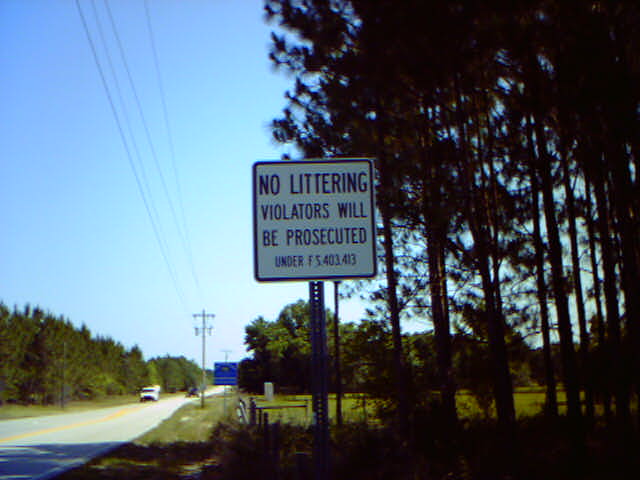 NO LITTERING
VIOLATORS WILL
BE PROSECUTED
UNDER F.S.403.413